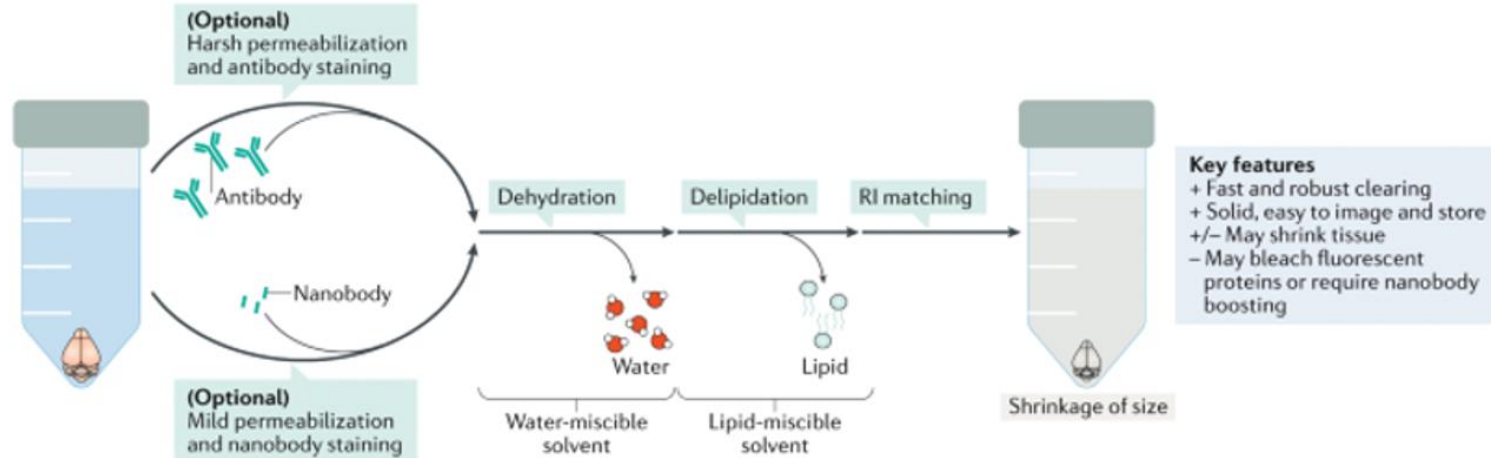 (Optional)
Harsh permeabilization
and antibody staining
Antibody
Nanobody
(Optional)
Mild permeabilization
and nanobody staining
Dehydration
Delipidation
RI matching
Water
Lipid
Water-miscible
solvent
Lipid-miscible
solvent
Shrinkage of size
Key features
+ Fast and robust clearing
+ Solid, easy to image and store
+/– May shrink tissue
– May bleach fluorescent
proteins or require nanobody
boosting